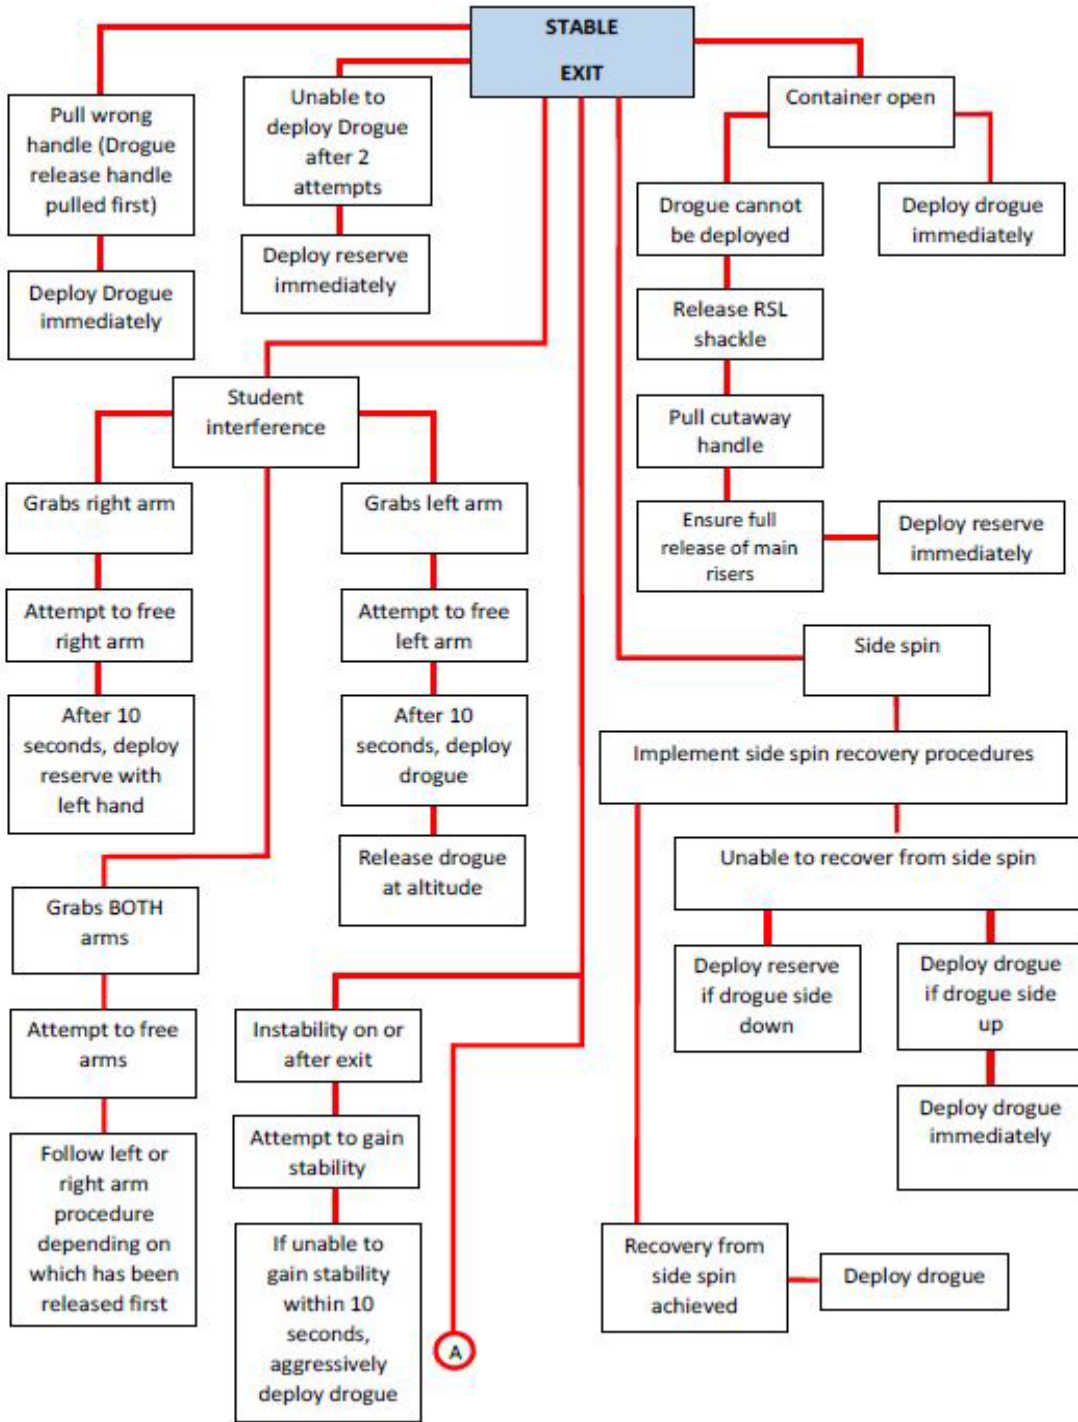 STABLE
EXIT
Pull wrong
handle (Drogue
release handle
pulled first)
Deploy Drogue
immediately
Unable to
deploy Drogue
after 2
attempts
Deploy reserve
immediately
Container open
Drogue cannot
be deployed
Deploy drogue
immediately
Release RSL
shackle
Pull cutaway
handle
Ensure full
release of main
risers
Deploy reserve
immediately
Student
interference
Grabs right arm
Attempt to free
right arm
After 10
seconds, deploy
reserve with
left hand
Grabs left arm
Attempt to free
left arm
After 10
seconds, deploy
drogue
Release drogue
at altitude
Grabs BOTH
arms
Attempt to free
arms
Follow left or
right arm
procedure
depending on
which has been
released first
Instability on or
after exit
Attempt to gain
stability
If unable to
gain stability
within 10
seconds,
aggressively
deploy drogue
A
Side spin
Implement side spin recovery procedures
Unable to recover from side spin
Deploy reserve
if drogue side
down
Deploy drogue
if drogue side
up
Deploy drogue
immediately
Recovery from
side spin
achieved
Deploy drogue